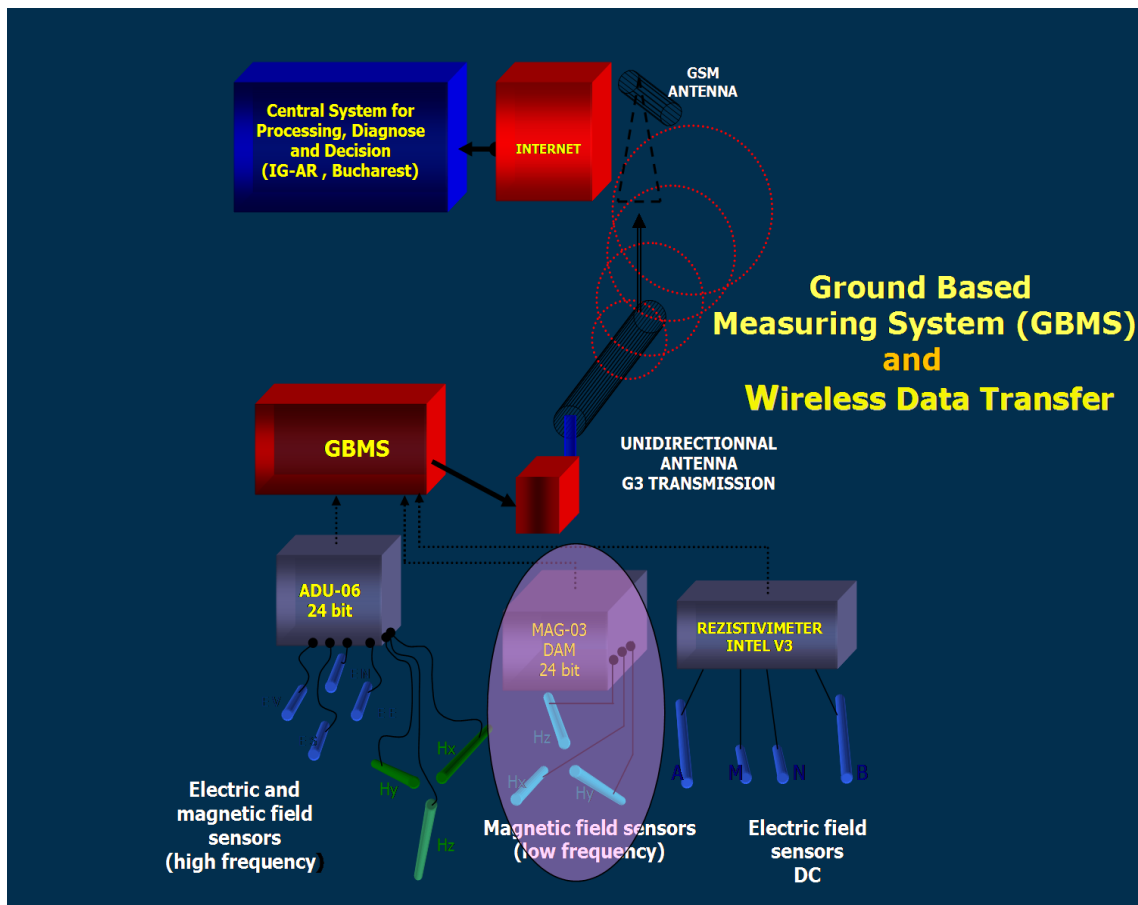 GSM
ANTENNA
Central System for
Processing, Diagnose
and Decision
(IG-AR , Bucharest)
INTERNET
Ground Based
Measuring System (GBMS)
and
Wireless Data Transfer
UNIDIRECTIONNAL
ANTENNA
G3 TRANSMISSION
GBMS
ADU-06
24 bit
MAG-03
DAM
24 bit
REZISTIVIMETER
INTEL V3
Hx
Hy
Hz
Hz
Hx
Hy
A
M
N
B
Electric and
magnetic field
sensors
(high frequency)
Magnetic field sensors
(low frequency)
Electric field
sensors
DC